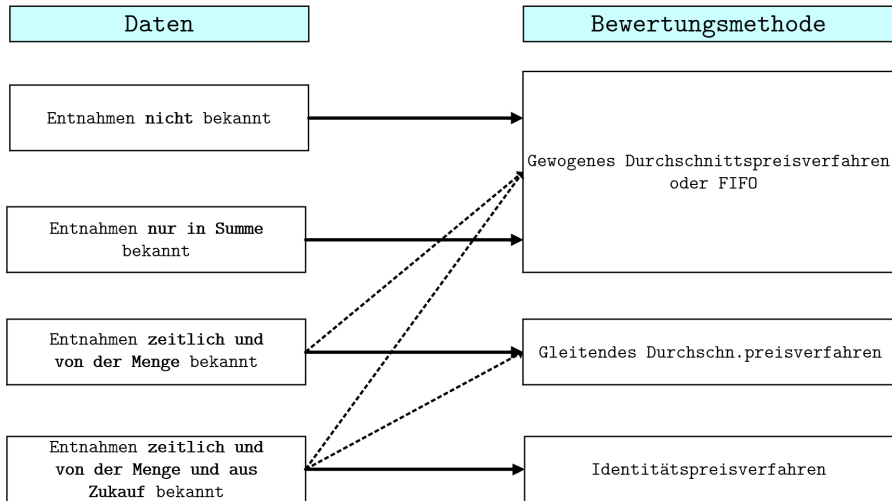 Daten
Bewertungsmethode
Entnahmen nicht bekannt
Gewogenes Durchschnittspreisverfahren
oder FIFO
Entnahmen nur in Summe
bekannt
Entnahmen zeitlich und
von der Menge bekannt
Gleitendes Durchschn.preisverfahren
Entnahmen zeitlich und
von der Menge und aus
Zukauf bekannt
Identitätspreisverfahren